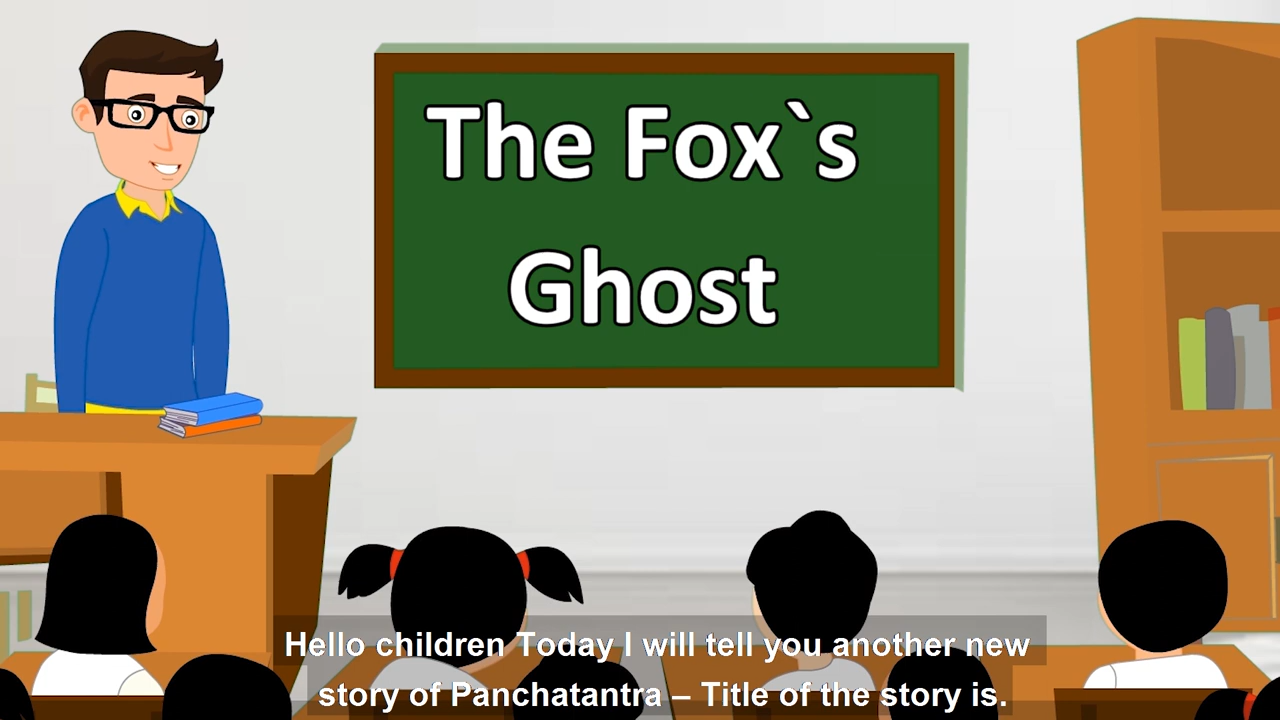 The Fox`s
Ghost
Hello children Today I will tell you another new
story of Panchatantra – Title of the story is.